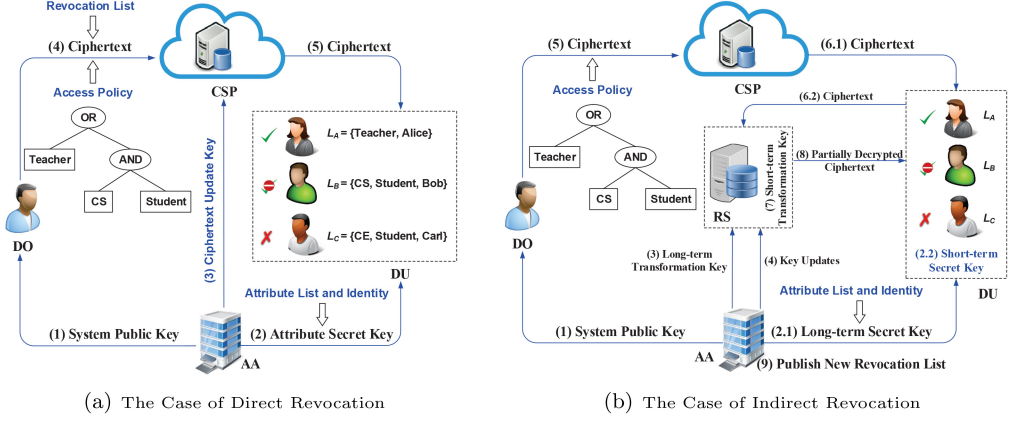 Revocation List
(4) Ciphertext
(5) Ciphertext
CSP
Access Policy
OR
Teacher
AND
CS
Student
L_A = {Teacher, Alice}
L_B = {CS, Student, Bob}
L_C = {CE, Student, Carl}
(3) Ciphertext Update Key
DO
DU
Attribute List and Identity
(1) System Public Key
(2) Attribute Secret Key
AA
(a) The Case of Direct Revocation
(5) Ciphertext
(6.1) Ciphertext
CSP
Access Policy
(6.2) Ciphertext
OR
Teacher
AND
CS
Student
L_A
L_B
L_C
(7) Short-term
Transformation Key
(8) Partially Decrypted
Ciphertext
RS
DO
(2.2) Short-term
Secret Key
DU
(3) Long-term
Transformation Key
(4) Key Updates
Attribute List and Identity
(1) System Public Key
(2.1) Long-term Secret Key
AA
(9) Publish New Revocation List
(b) The Case of Indirect Revocation